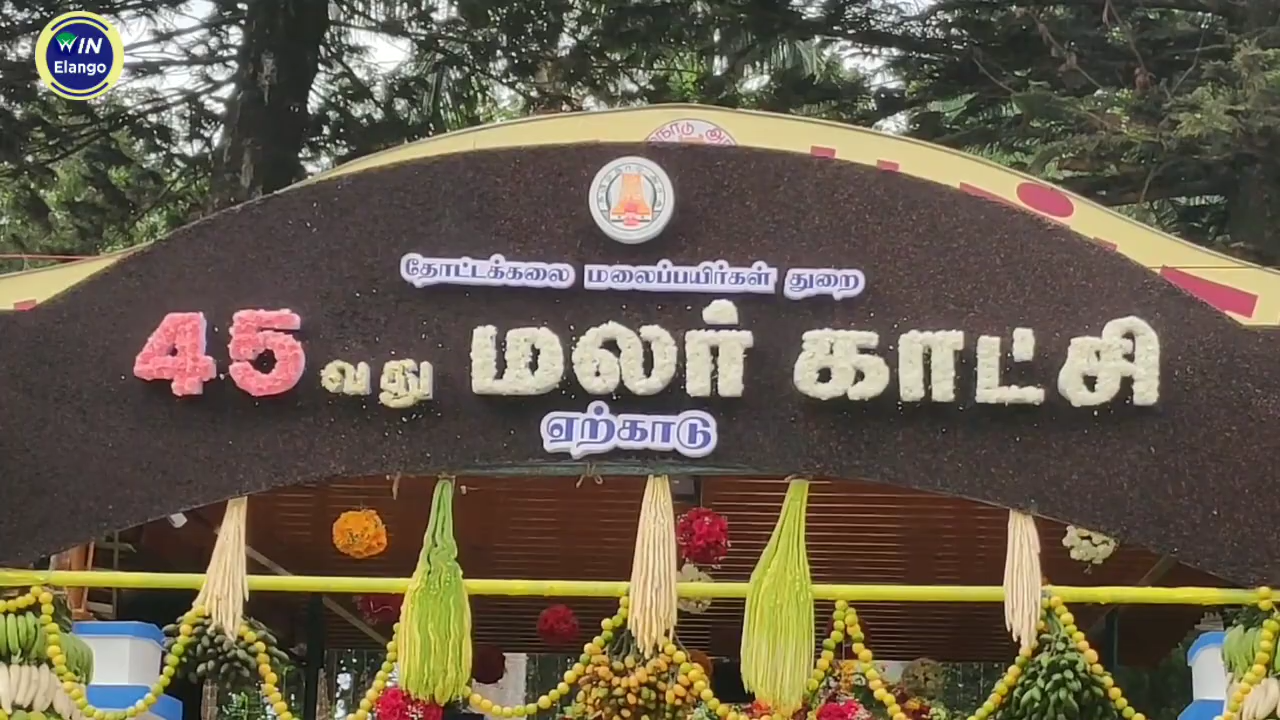 WIN
Elango
தோட்டக்கலை மலைப்பயிர்கள் துறை
45 வது மலர் காட்சி
ஏற்காடு